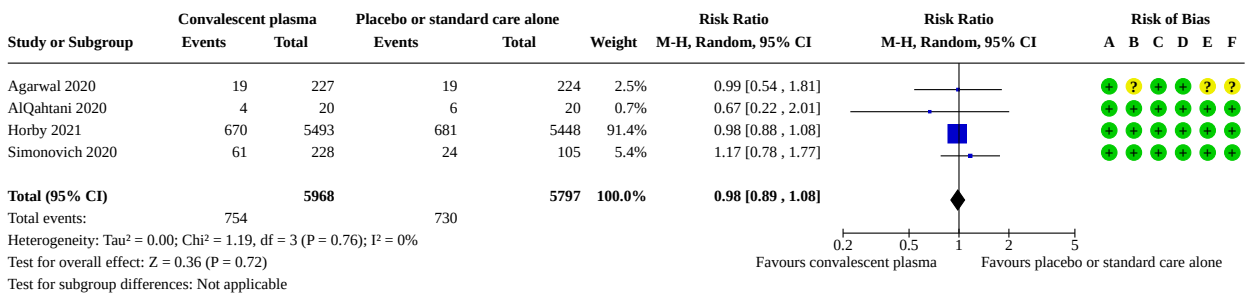 Convalescent plasma Placebo or standard care alone Risk Ratio Risk Ratio Risk of Bias
Study or Subgroup Events Total Events Total Weight M-H, Random, 95% CI M-H, Random, 95% CI A B C D E F
Agarwal 2020 19 227 19 224 2.5% 0.99 [0.54 , 1.81] + ? + + ? ?
AlQahtani 2020 4 20 6 20 0.7% 0.67 [0.22 , 2.01] + + + + + +
Horby 2021 670 5493 681 5448 91.4% 0.98 [0.88 , 1.08] + + + + + +
Simonovich 2020 61 228 24 105 5.4% 1.17 [0.78 , 1.77] + + + + + +
Total (95% CI) 5968 5797 100.0% 0.98 [0.89 , 1.08]
Total events: 754 730
Heterogeneity: Tau² = 0.00; Chi² = 1.19, df = 3 (P = 0.76); I² = 0%
0.2 0.5 1 2 5
Test for overall effect: Z = 0.36 (P = 0.72) Favours convalescent plasma Favours placebo or standard care alone
Test for subgroup differences: Not applicable